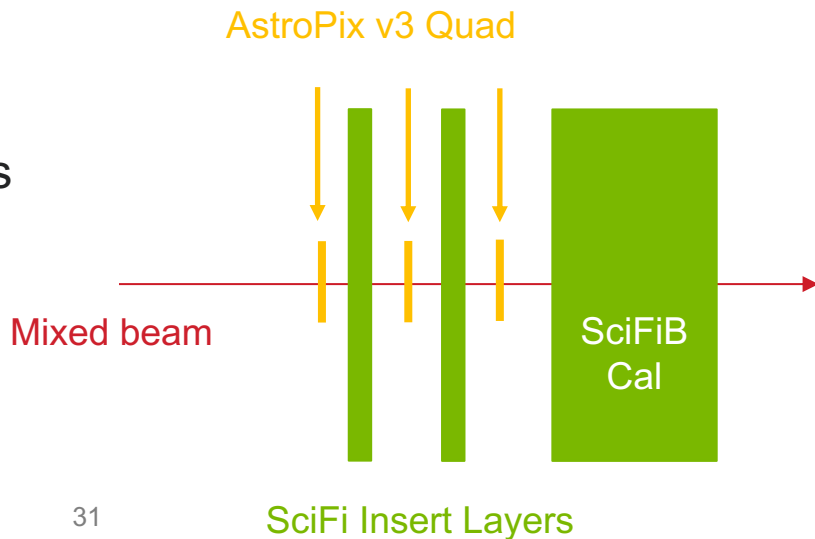 AstroPix v3 Quad
s
Mixed beam
SciFiB
Cal
31
SciFi Insert Layers